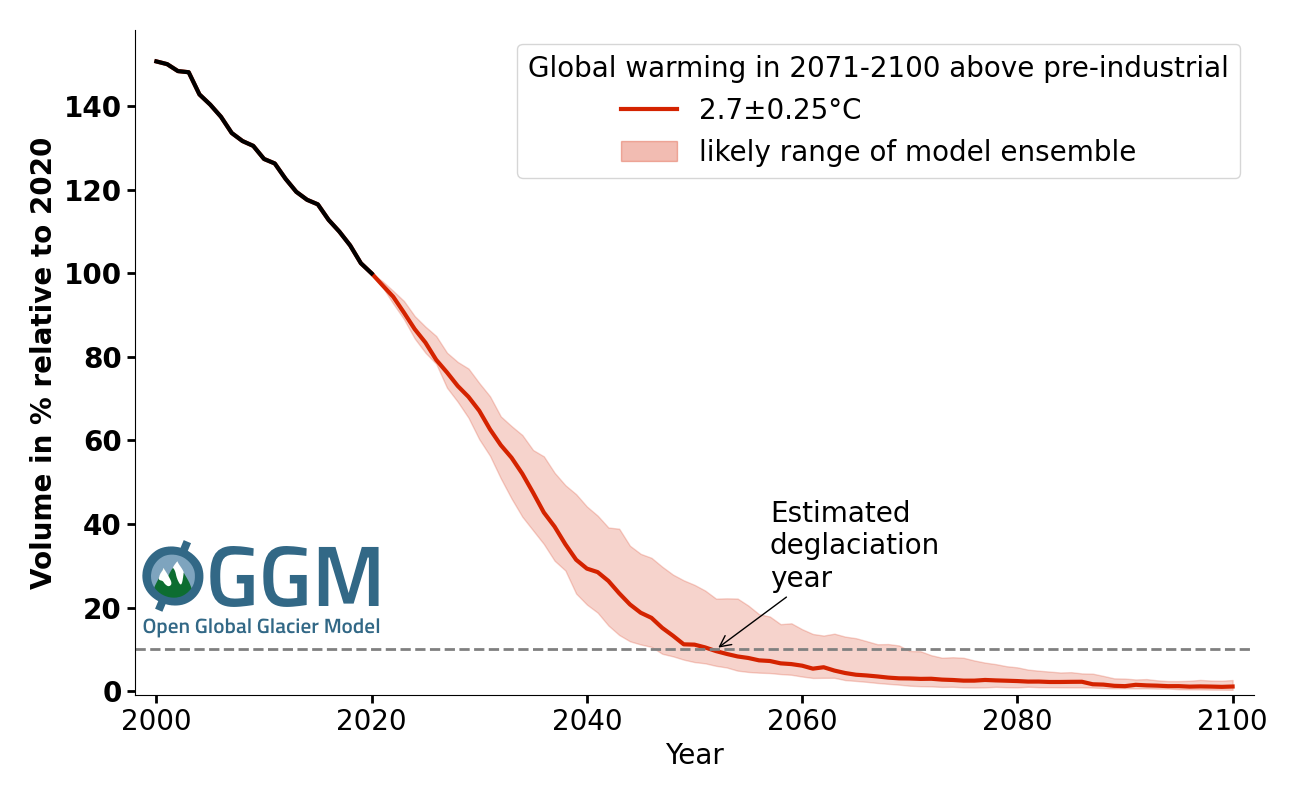 Global warming in 2071-2100 above pre-industrial
2.7±0.25°C
likely range of model ensemble
Volume in % relative to 2020
140
120
100
80
60
40
20
0
Estimated
deglaciation
year
OGGM
Open Global Glacier Model
2000
2020
2040
2060
2080
2100
Year